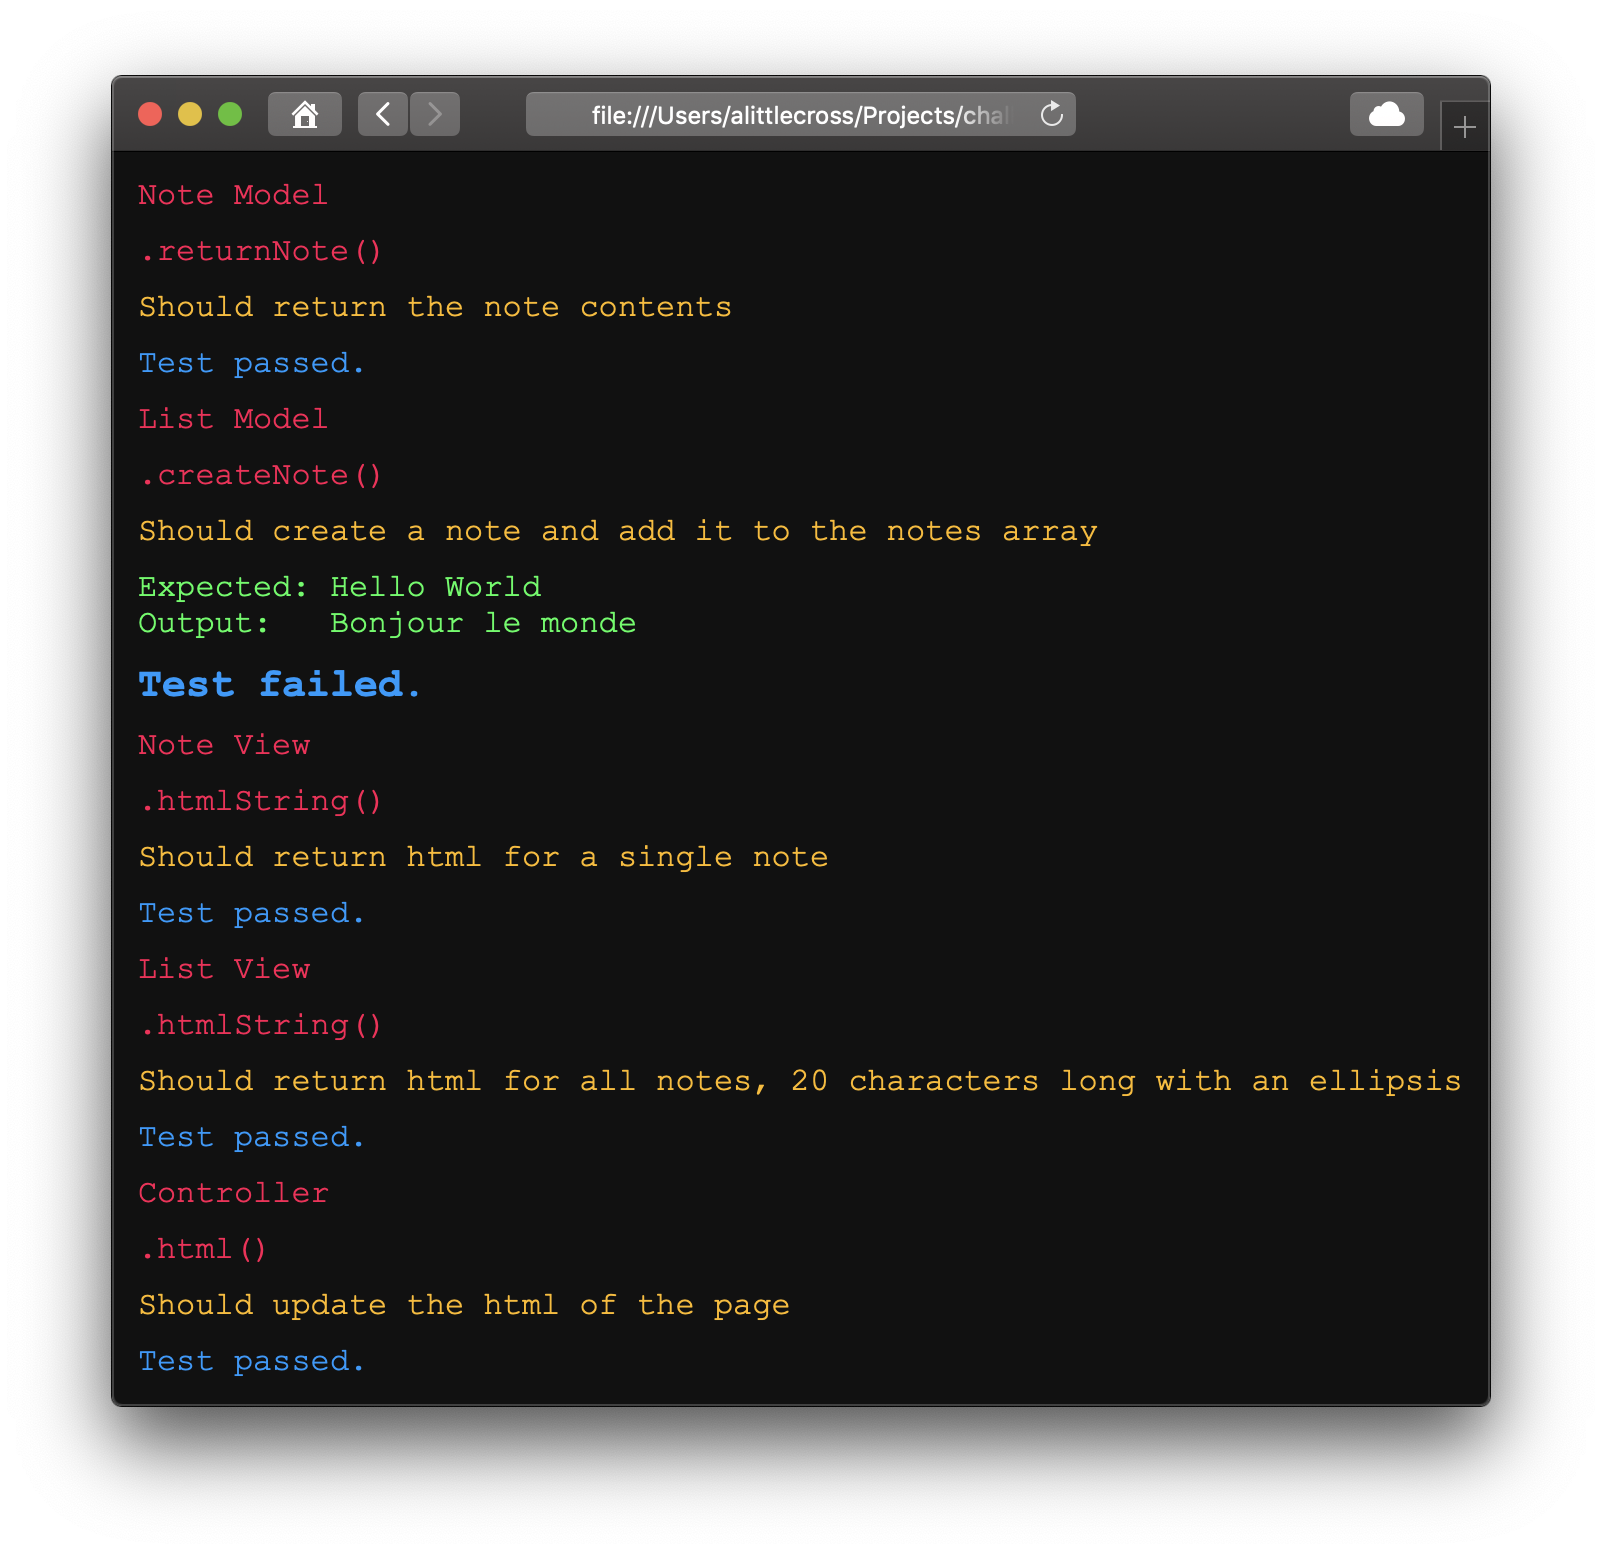 file:///Users/alittlecross/Projects/chal
Note Model
.returnNote()
Should return the note contents
Test passed.
List Model
.createNote()
Should create a note and add it to the notes array
Expected: Hello World
Output:   Bonjour le monde
Test failed.
Note View
.htmlString()
Should return html for a single note
Test passed.
List View
.htmlString()
Should return html for all notes, 20 characters long with an ellipsis
Test passed.
Controller
.html()
Should update the html of the page
Test passed.